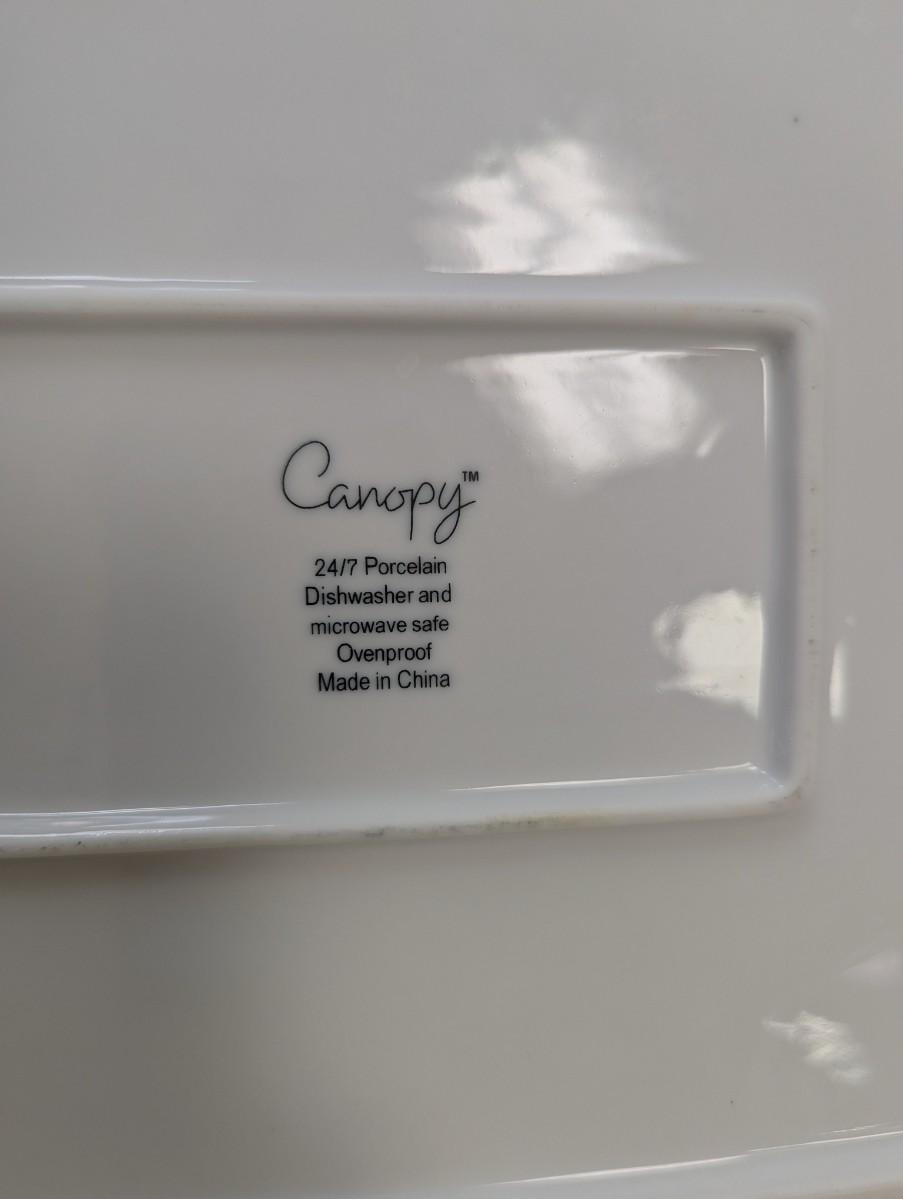 Canopy™
24/7 Porcelain
Dishwasher and
microwave safe
Ovenproof
Made in China